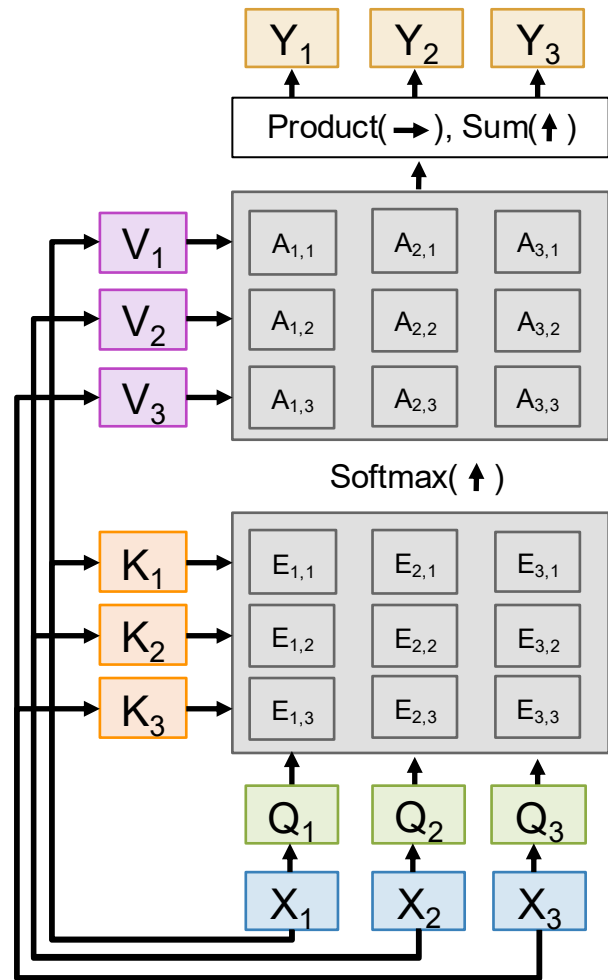 Y₁ Y₂ Y₃
Product(→), Sum(↑)
V₁ A₁,₁ A₂,₁ A₃,₁
V₂ A₁,₂ A₂,₂ A₃,₂
V₃ A₁,₃ A₂,₃ A₃,₃
Softmax(↑)
K₁ E₁,₁ E₂,₁ E₃,₁
K₂ E₁,₂ E₂,₂ E₃,₂
K₃ E₁,₃ E₂,₃ E₃,₃
Q₁ Q₂ Q₃
X₁ X₂ X₃